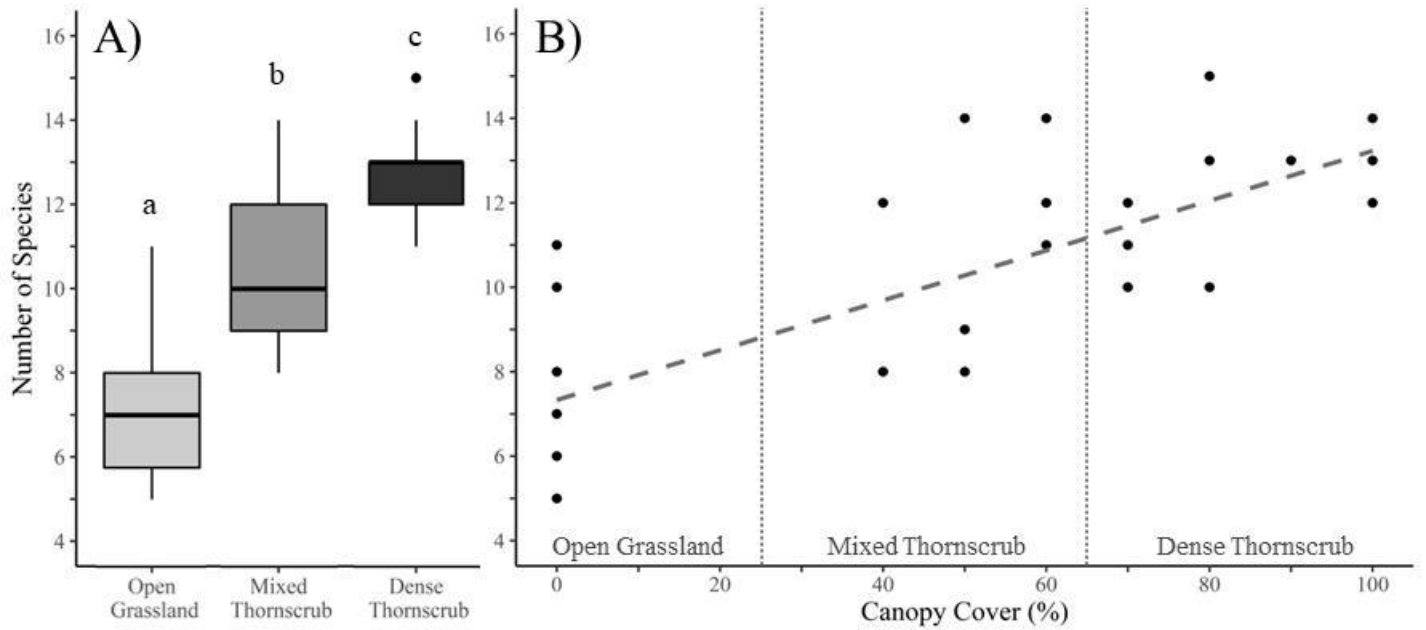 A)
Number of Species
16
14
12
10
8
6
4
a
b
c
Open
Grassland
Mixed
Thornscrub
Dense
Thornscrub
B)
16
14
12
10
8
6
4
Open Grassland
Mixed Thornscrub
Dense Thornscrub
0
20
40
60
80
100
Canopy Cover (%)